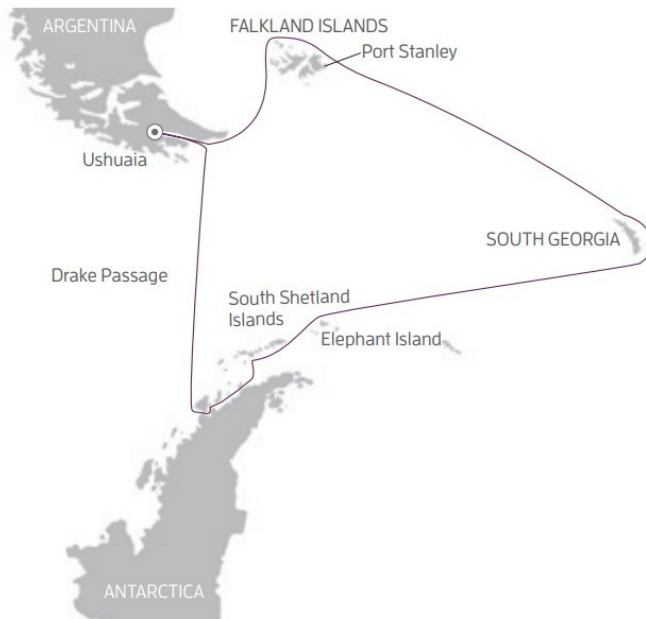 ARGENTINA
FALKLAND ISLANDS
Port Stanley
Ushuaia
SOUTH GEORGIA
Drake Passage
South Shetland
Islands
Elephant Island
ANTARCTICA